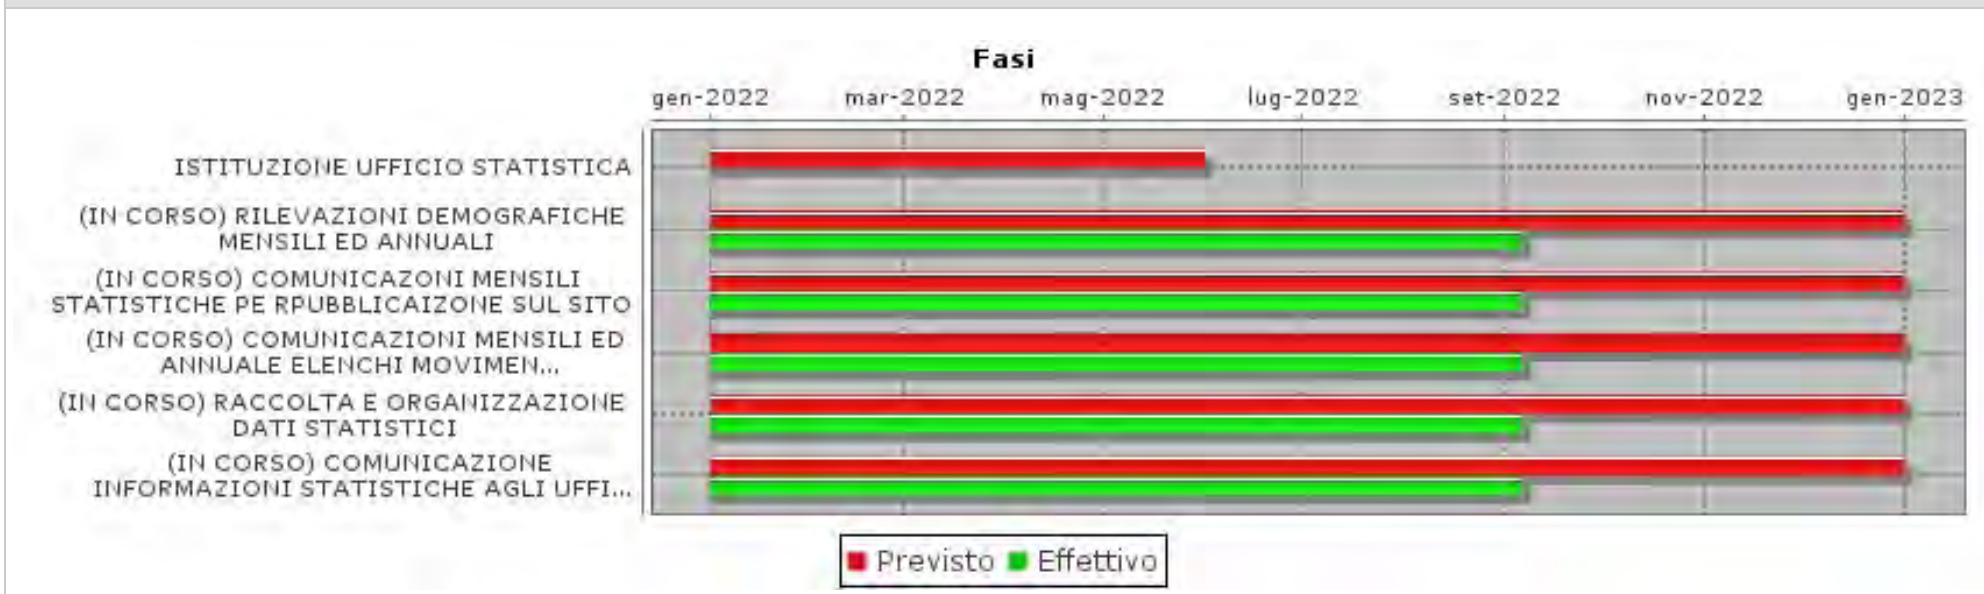 Fasi
gen-2022 mar-2022 mag-2022 lug-2022 set-2022 nov-2022 gen-2023
ISTITUZIONE UFFICIO STATISTICA
(IN CORSO) RILEVAZIONI DEMOGRAFICHE
MENSILI ED ANNUALI
(IN CORSO) COMUNICAZONI MENSILI
STATISTICHE PE RPUBBLICAIZONE SUL SITO
(IN CORSO) COMUNICAZIONI MENSILI ED
ANNUALE ELENCHI MOVIMEN...
(IN CORSO) RACCOLTA E ORGANIZZAZIONE
DATI STATISTICI
(IN CORSO) COMUNICAZIONE
INFORMAZIONI STATISTICHE AGLI UFFI...
Previsto Effettivo